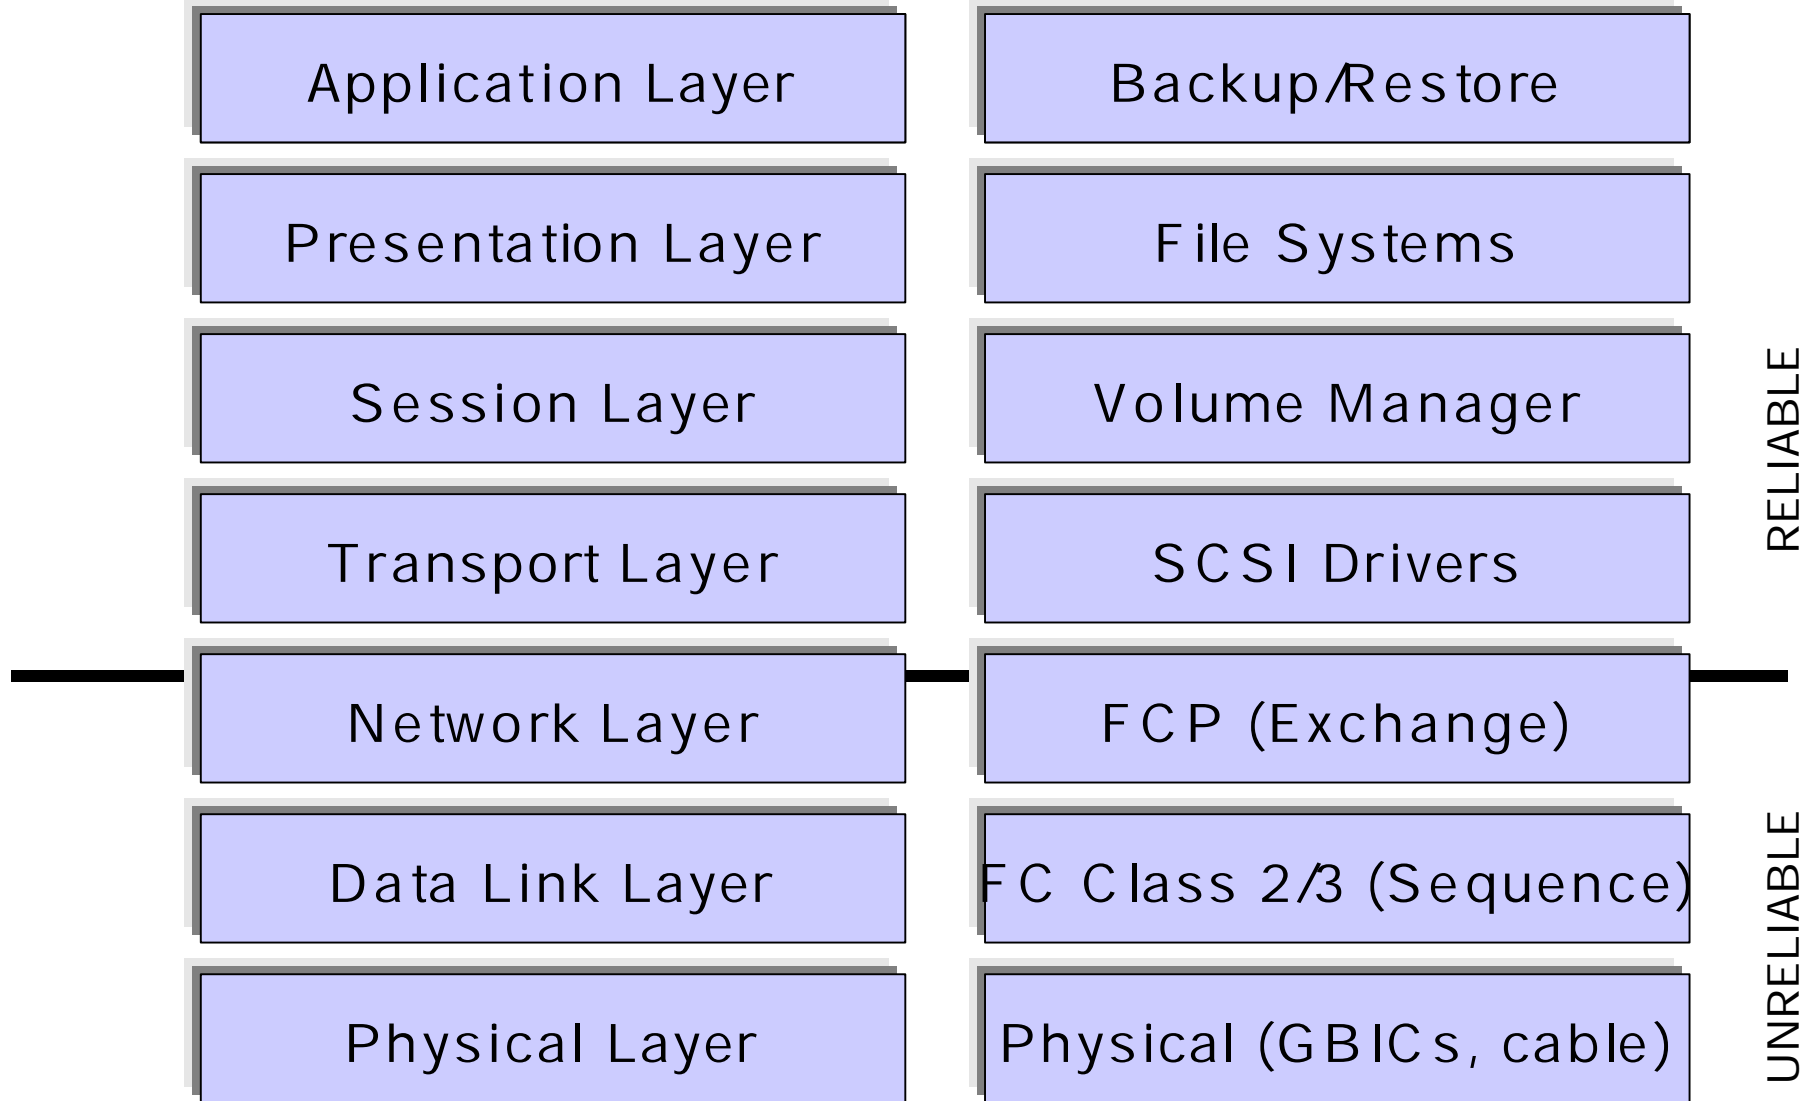 Application Layer
Backup/Restore
Presentation Layer
File Systems
Session Layer
Volume Manager
Transport Layer
SCSI Drivers
RELIABLE
Network Layer
FCP (Exchange)
Data Link Layer
FC Class 2/3 (Sequence)
Physical Layer
Physical (GBICs, cable)
UNRELIABLE